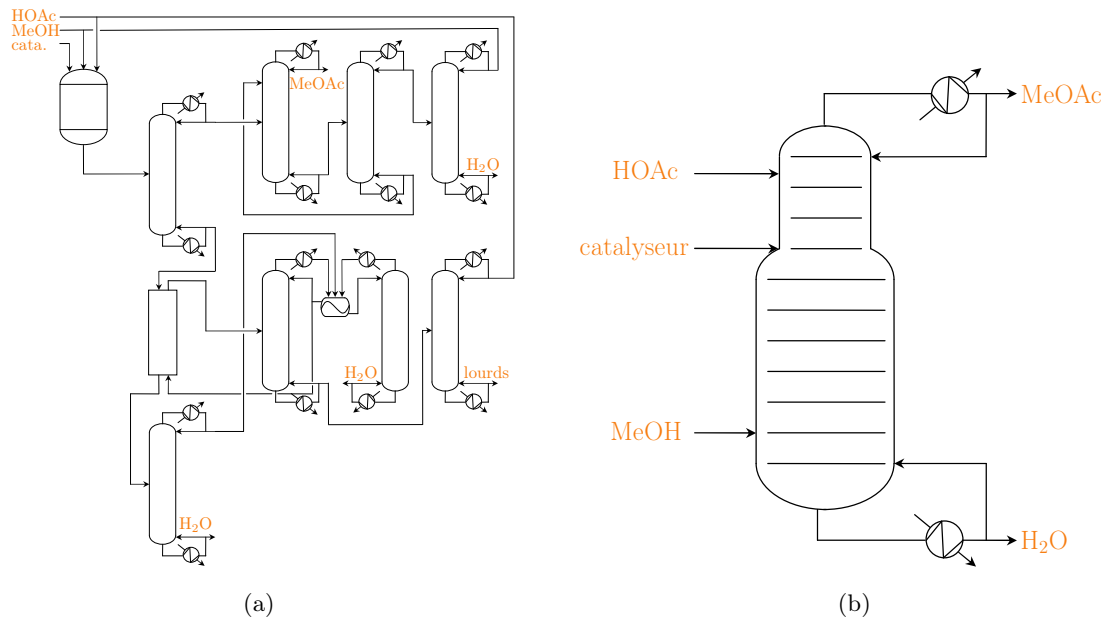 HOAc
MeOH
cata.
MeOAc
H₂O
H₂O
lourds
H₂O
(a)
MeOAc
HOAc
catalyseur
MeOH
H₂O
(b)